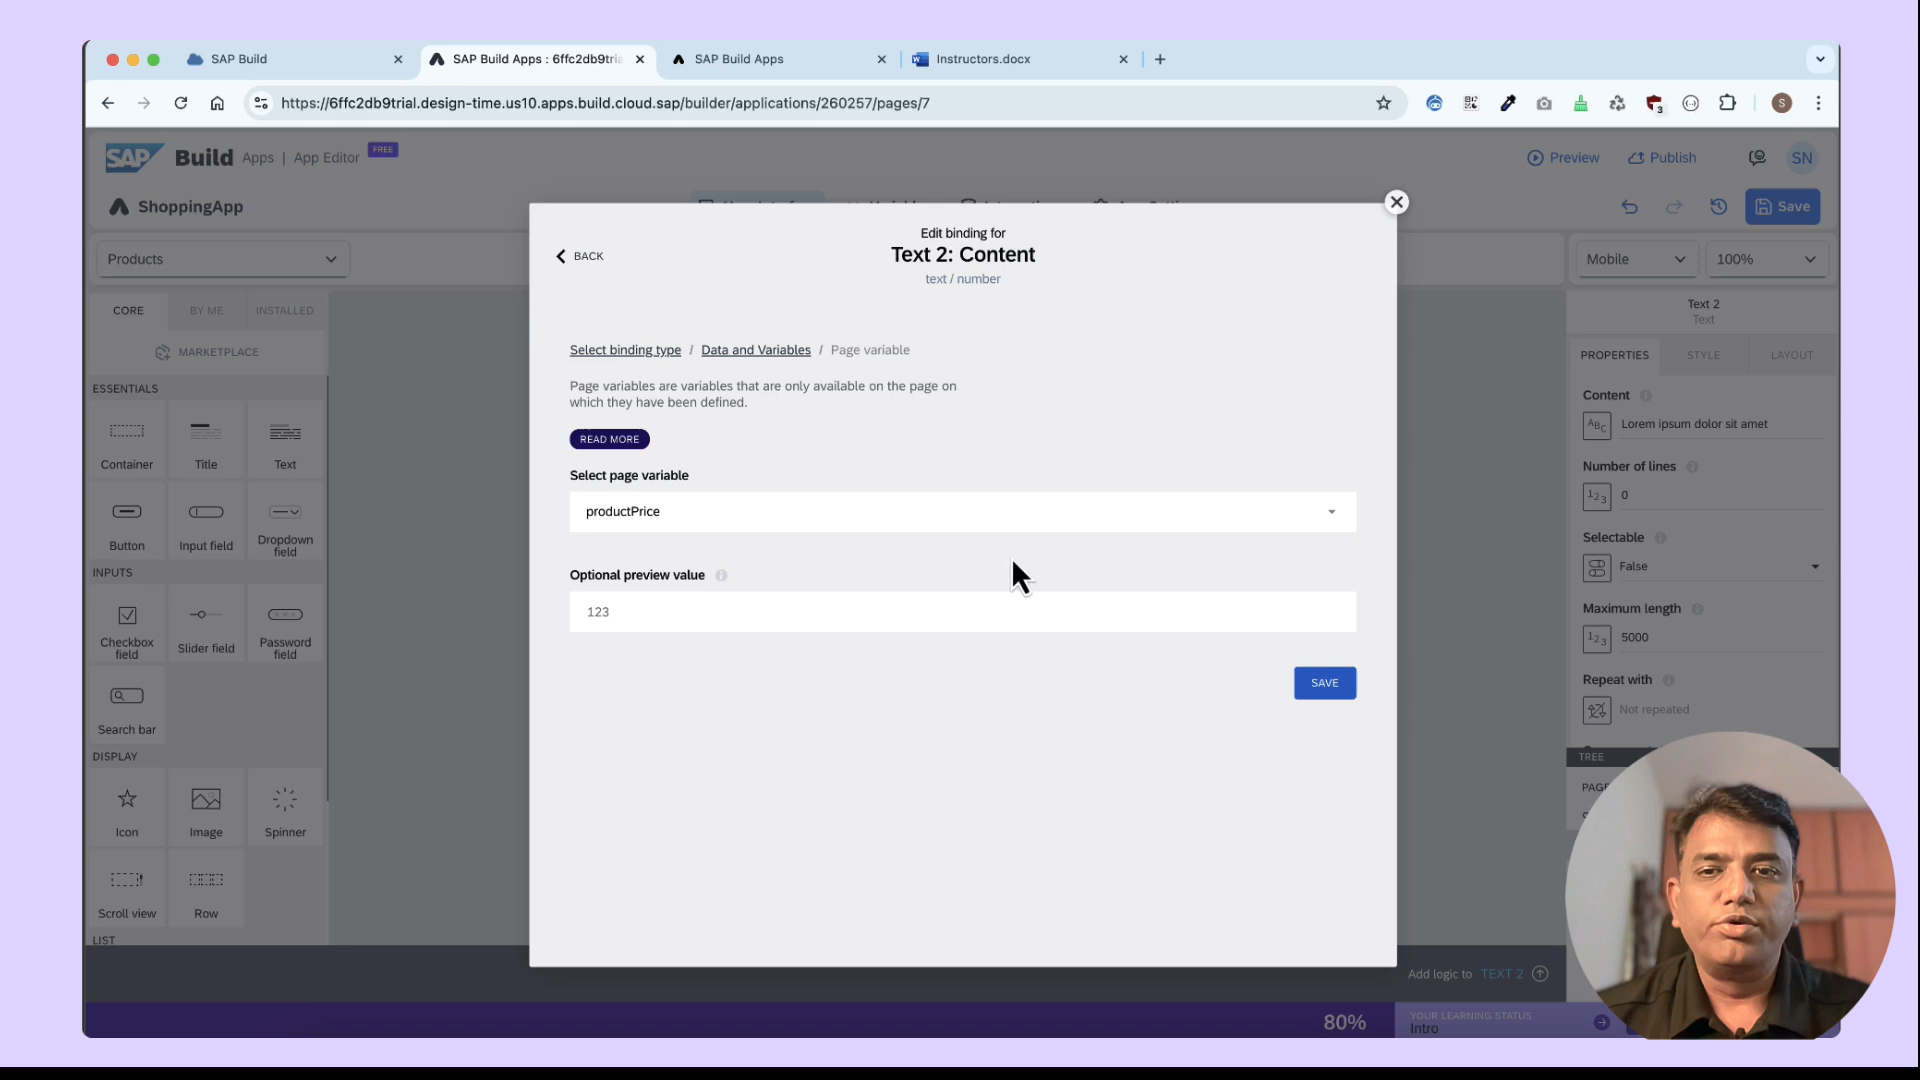 SAP Build
SAP Build Apps : 6ffc2db9tria
SAP Build Apps
Instructors.docx
https://6ffc2db9trial.design-time.us10.apps.build.cloud.sap/builder/applications/260257/pages/7
3
S
SAP Build Apps | App Editor FREE
Preview
Publish
SN
ShoppingApp
Save
Products
Mobile
100%
CORE
BY ME
INSTALLED
MARKETPLACE
ESSENTIALS
Container
Title
Text
Button
Input field
Dropdown field
INPUTS
Checkbox field
Slider field
Password field
Search bar
DISPLAY
Icon
Image
Spinner
Scroll view
Row
LIST
BACK
Edit binding for
Text 2: Content
text / number
Select binding type / Data and Variables / Page variable
Page variables are variables that are only available on the page on
which they have been defined.
READ MORE
Select page variable
productPrice
Optional preview value
123
SAVE
Text 2
Text
PROPERTIES
STYLE
LAYOUT
Content
ABC
Lorem ipsum dolor sit amet
Number of lines
123
0
Selectable
False
Maximum length
123
5000
Repeat with
Not repeated
TREE
Add logic to TEXT 2
80%
YOUR LEARNING STATUS
Intro